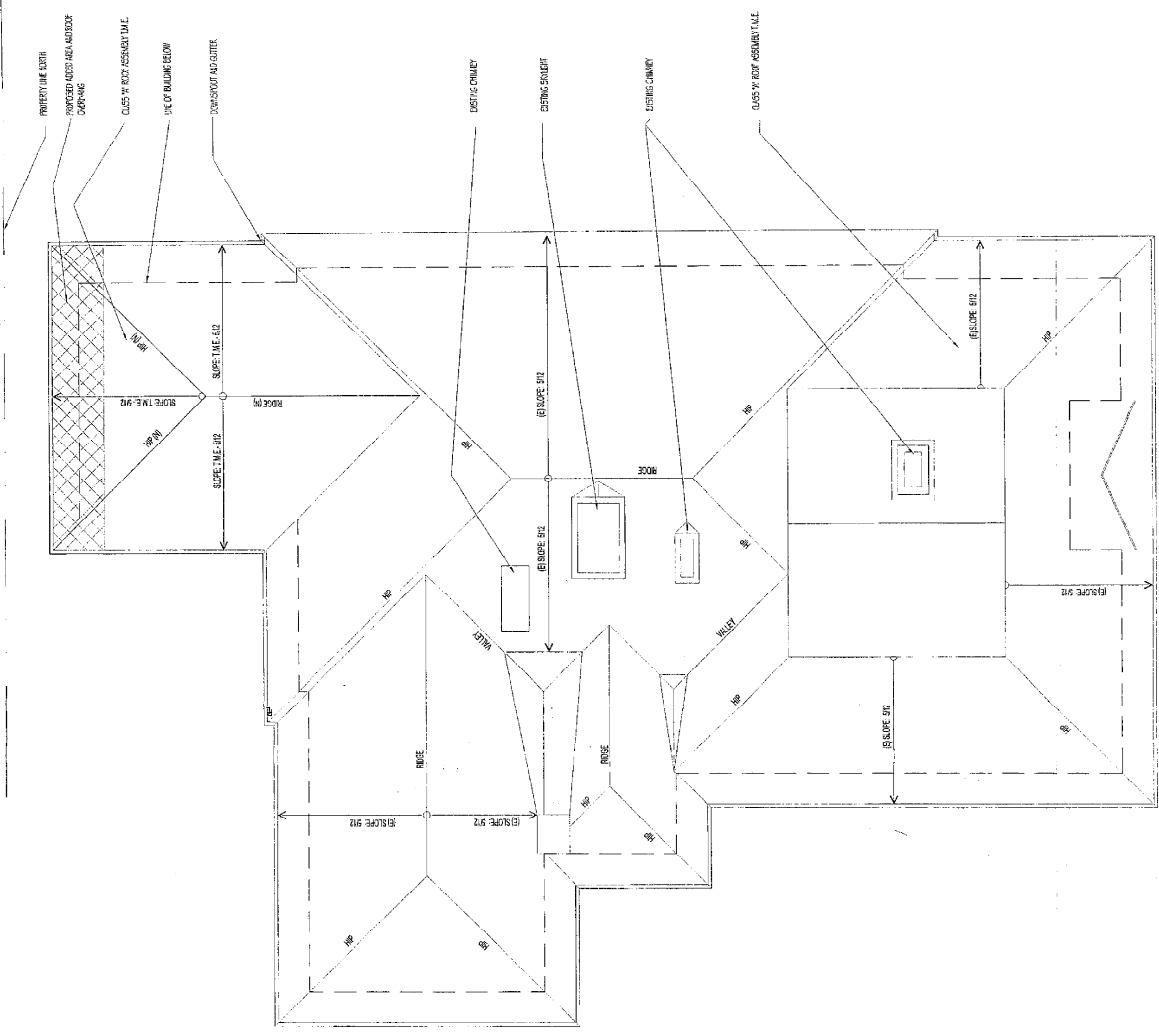 PROPERTY LINE NORTH
PROPOSED ADDED AREA AND ROOF
OVERHANG
CLASS "A" ROOF ASSEMBLY T.M.E.
LINE OF BUILDING BELOW
DOWNSPOUT AND GUTTER
EXISTING CHIMNEY
EXISTING SKYLIGHT
EXISTING CHIMNEY
CLASS "A" ROOF ASSEMBLY T.M.E.
HIP (N)
SLOPE: T.M.E.- 5/12
SLOPE: T.M.E.- 5/12
HIP (N)
RIDGE (N)
SLOPE: T.M.E.- 5/12
HIP
(E) SLOPE: 5/12
HIP
(E) SLOPE: 5/12
HIP
RIDGE
(E) SLOPE: 5/12
HIP
HIP
VALLEY
VALLEY
RIDGE
RIDGE
HIP
(E) SLOPE: 5/12
(E) SLOPE: 5/12
(E) SLOPE: 5/12
(E) SLOPE: 5/12
HIP
HIP
HIP
HIP
HIP